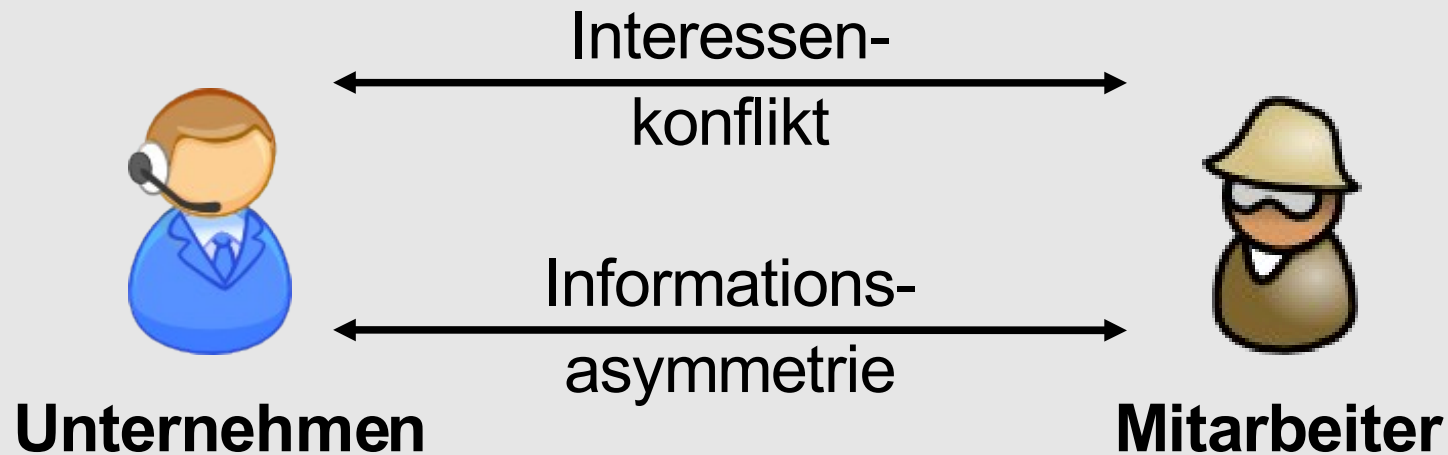 Interessen-
konflikt
Informations-
asymmetrie
Unternehmen
Mitarbeiter